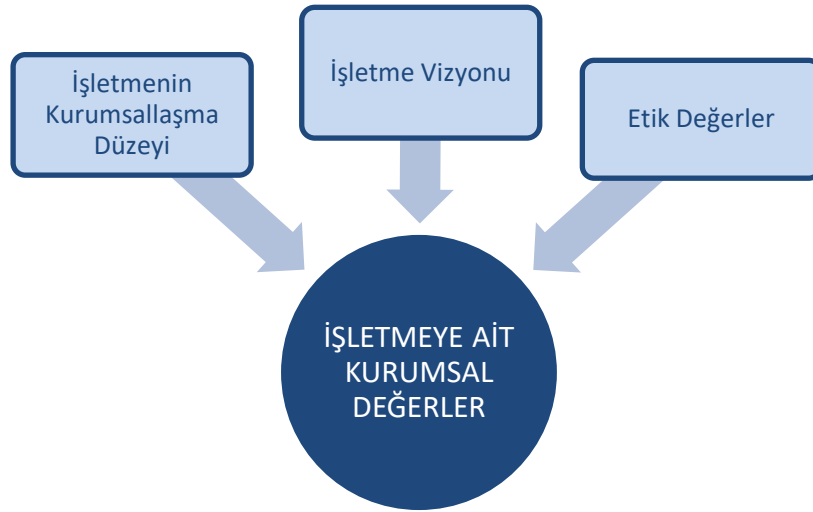 İşletmenin
Kurumsallaşma
Düzeyi
İşletme Vizyonu
Etik Değerler
İŞLETMEYE AİT
KURUMSAL
DEĞERLER